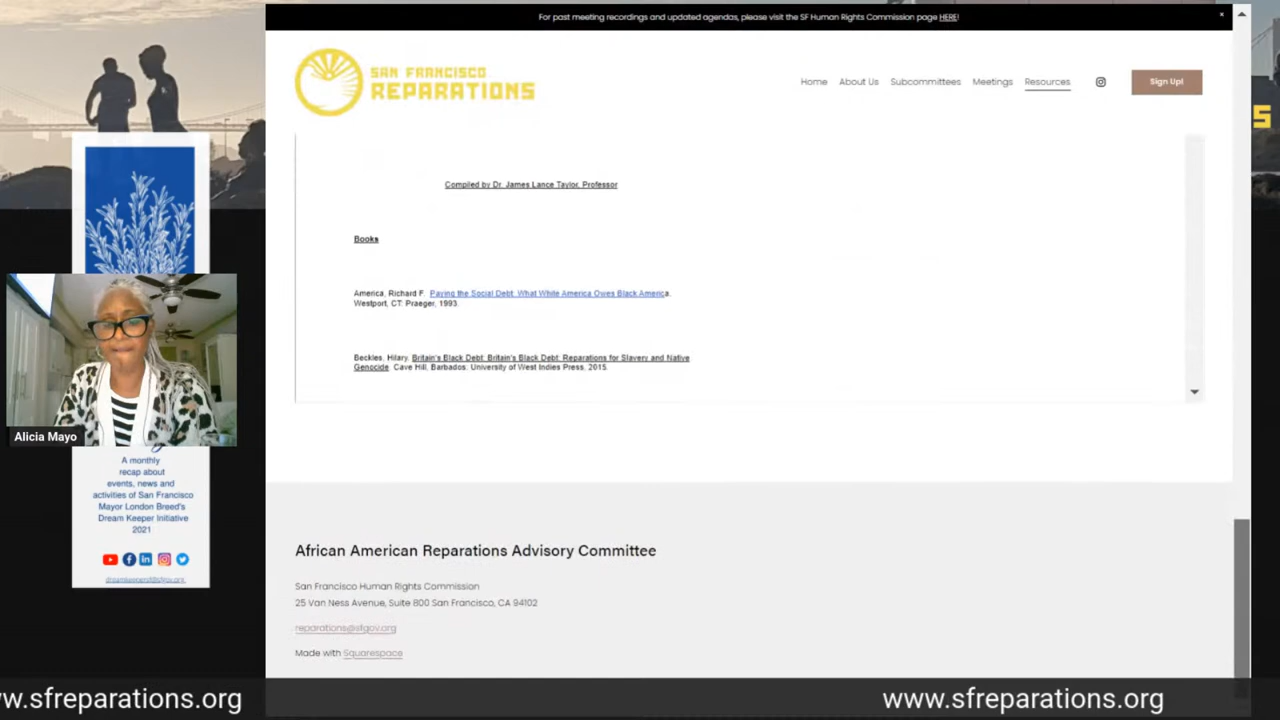 For past meeting recordings and updated agendas, please visit the SF Human Rights Commission page HERE!
×
SAN FRANCISCO
REPARATIONS
Home About Us Subcommittees Meetings Resources
Sign Up!
S
Compiled by Dr. James Lance Taylor, Professor
Books
America, Richard F. Paying the Social Debt: What White America Owes Black America.
Westport, CT: Praeger, 1993.
Beckles, Hilary. Britain's Black Debt: Britain's Black Debt: Reparations for Slavery and Native
Genocide. Cave Hill, Barbados. University of West Indies Press, 2015.
Alicia Mayo
A monthly
recap about
events, news and
activities of San Francisco
Mayor London Breed's
Dream Keeper Initiative
2021
African American Reparations Advisory Committee
San Francisco Human Rights Commission
25 Van Ness Avenue, Suite 800 San Francisco, CA 94102
reparations@sfgov.org
Made with Squarespace
w.sfreparations.org
www.sfreparations.org